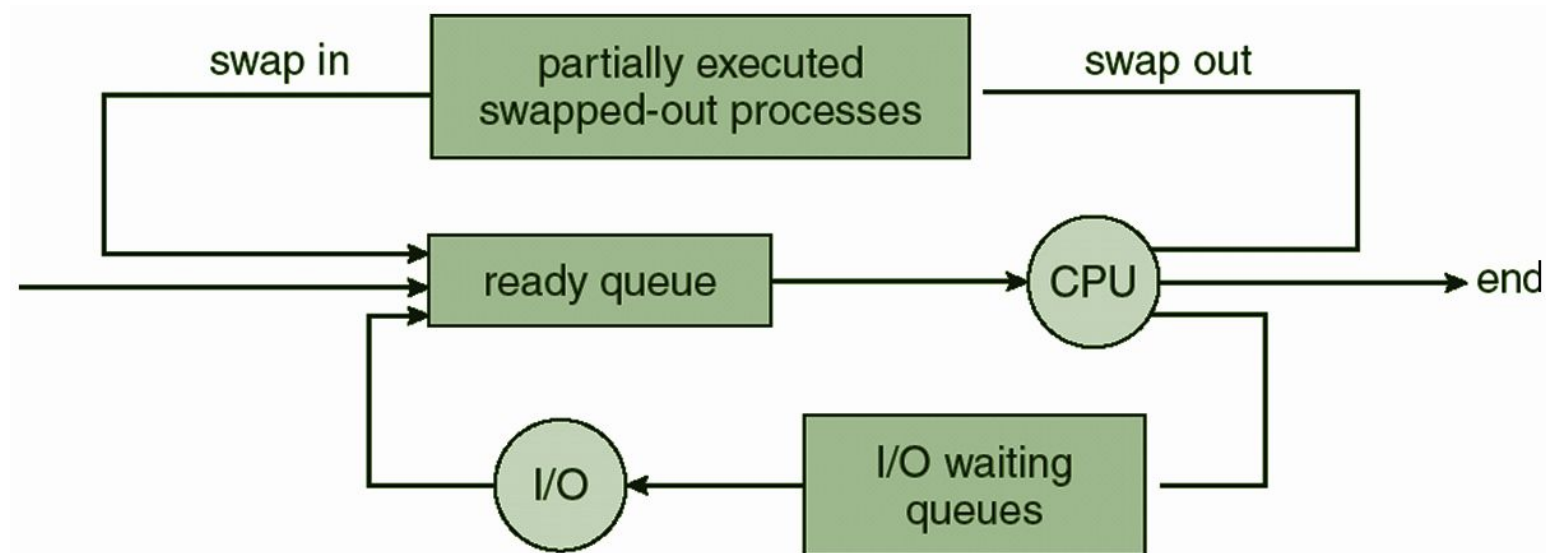 swap in
partially executed
swapped-out processes
swap out
ready queue
CPU
end
I/O
I/O waiting
queues